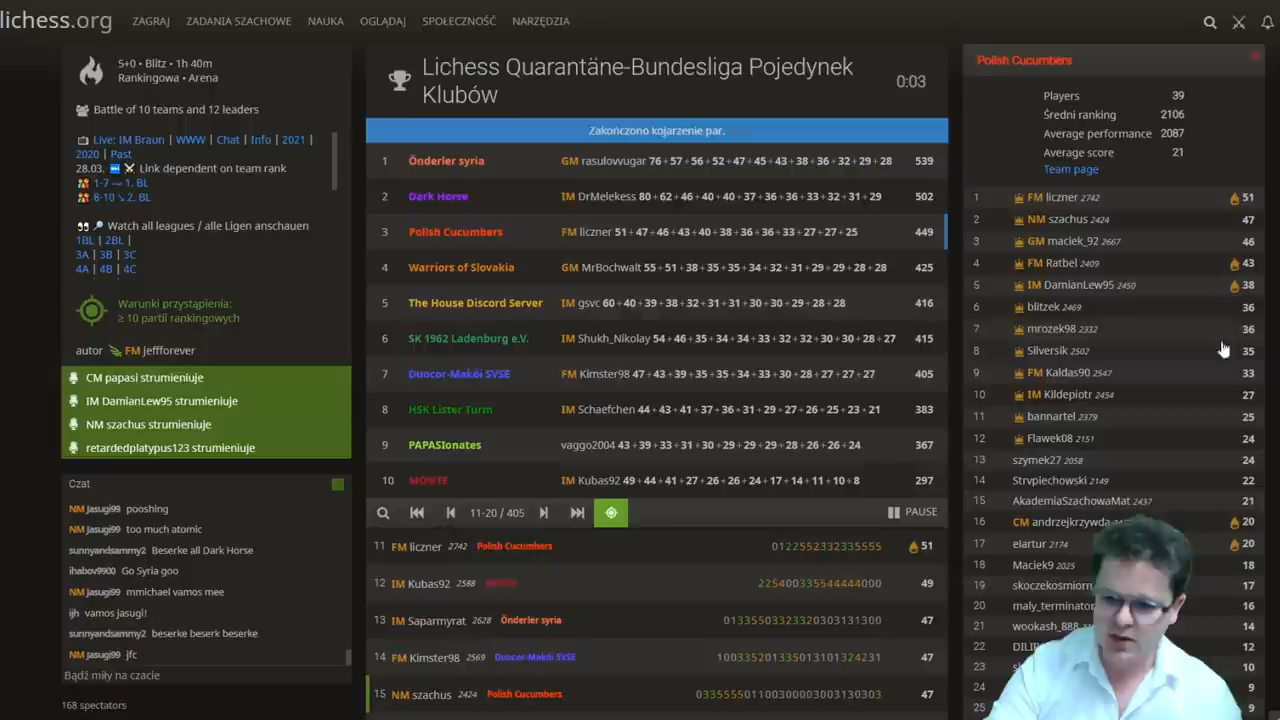 lichess.org ZAGRAJ ZADANIA SZACHOWE NAUKA OGLĄDAJ SPOŁECZNOŚĆ NARZĘDZIA
5+0 • Blitz • 1h 40m
Rankingowa • Arena
Battle of 10 teams and 12 leaders
Live: IM Braun | WWW | Chat | Info | 2021 |
2020 | Past
28.03. Link dependent on team rank
1-7 → 1. BL
8-10 ↘ 2. BL
Watch all leagues / alle Ligen anschauen
1BL | 2BL |
3A | 3B | 3C
4A | 4B | 4C
Warunki przystąpienia:
≥ 10 partii rankingowych
autor FM jeffforever
CM papasi strumieniuje
IM DamianLew95 strumieniuje
NM szachus strumieniuje
retardedplatypus123 strumieniuje
Czat
NM Jasugi99 pooshing
NM Jasugi99 too much atomic
sunnyandsammy2 Beserke all Dark Horse
ihabov9900 Go Syria goo
NM Jasugi99 mmichael vamos mee
ijh vamos jasugi!
sunnyandsammy2 beserke beserk beserke
NM Jasugi99 jfc
Bądź miły na czacie
168 spectators
Lichess Quarantäne-Bundesliga Pojedynek
Klubów
0:03
Zakończono kojarzenie par.
1 Önderler syria GM rasulovvugar 76+57+56+52+47+45+43+38+36+32+29+28 539
2 Dark Horse IM DrMelekess 80+62+46+40+40+37+36+36+33+32+31+29 502
3 Polish Cucumbers FM liczner 51+47+46+43+40+38+36+36+33+27+27+25 449
4 Warriors of Slovakia GM MrBochwalt 55+51+38+35+35+34+32+31+29+29+28+28 425
5 The House Discord Server IM gsvc 60+40+39+38+32+31+31+30+30+29+28+28 416
6 SK 1962 Ladenburg e.V. IM Shukh_Nikolay 54+46+35+34+34+33+32+32+30+30+28+27 415
7 Duocor-Makói SVSE FM Kimster98 47+43+39+35+35+34+33+30+28+27+27+27 405
8 HSK Lister Turm IM Schaefchen 44+43+41+37+36+31+29+27+26+25+23+21 383
9 PAPASIonates vaggo2004 43+39+33+31+30+29+29+29+28+26+26+24 367
10 MONTE IM Kubas92 49+44+41+27+26+26+24+17+14+11+10+8 297
11-20 / 405 PAUSE
11 FM liczner 2742 Polish Cucumbers 01225523323​35555 51
12 IM Kubas92 2588 MONTE 2254003355444444000 49
13 IM Saparmyrat 2628 Önderler syria 0133550332332030313​1300 47
14 FM Kimster98 2569 Duocor-Makói SVSE 1003352013350131013​24231 47
15 NM szachus 2424 Polish Cucumbers 0335555011003000030​03130303 47
Polish Cucumbers
Players 39
Średni ranking 2106
Average performance 2087
Average score 21
Team page
1 FM liczner 2742 51
2 NM szachus 2424 47
3 GM maciek_92 2667 46
4 FM Ratbel 2409 43
5 IM DamianLew95 2450 38
6 blitzek 2469 36
7 mrozek98 2332 36
8 Silversik 2502 35
9 FM Kaldas90 2547 33
10 IM Kildepiotr 2454 27
11 bannartel 2379 25
12 Flawek08 2151 24
13 szymek27 2058 24
14 Strvpiechowski 2149 22
15 AkademiaSzachowaMat 2437 21
16 CM andrzejkrzywda 20
17 elartur 2174 20
18 Maciek9 2025 18
19 17
20 maly_terminator 16
21 wookash_888 14
22 12
23 10
24 9
25 9